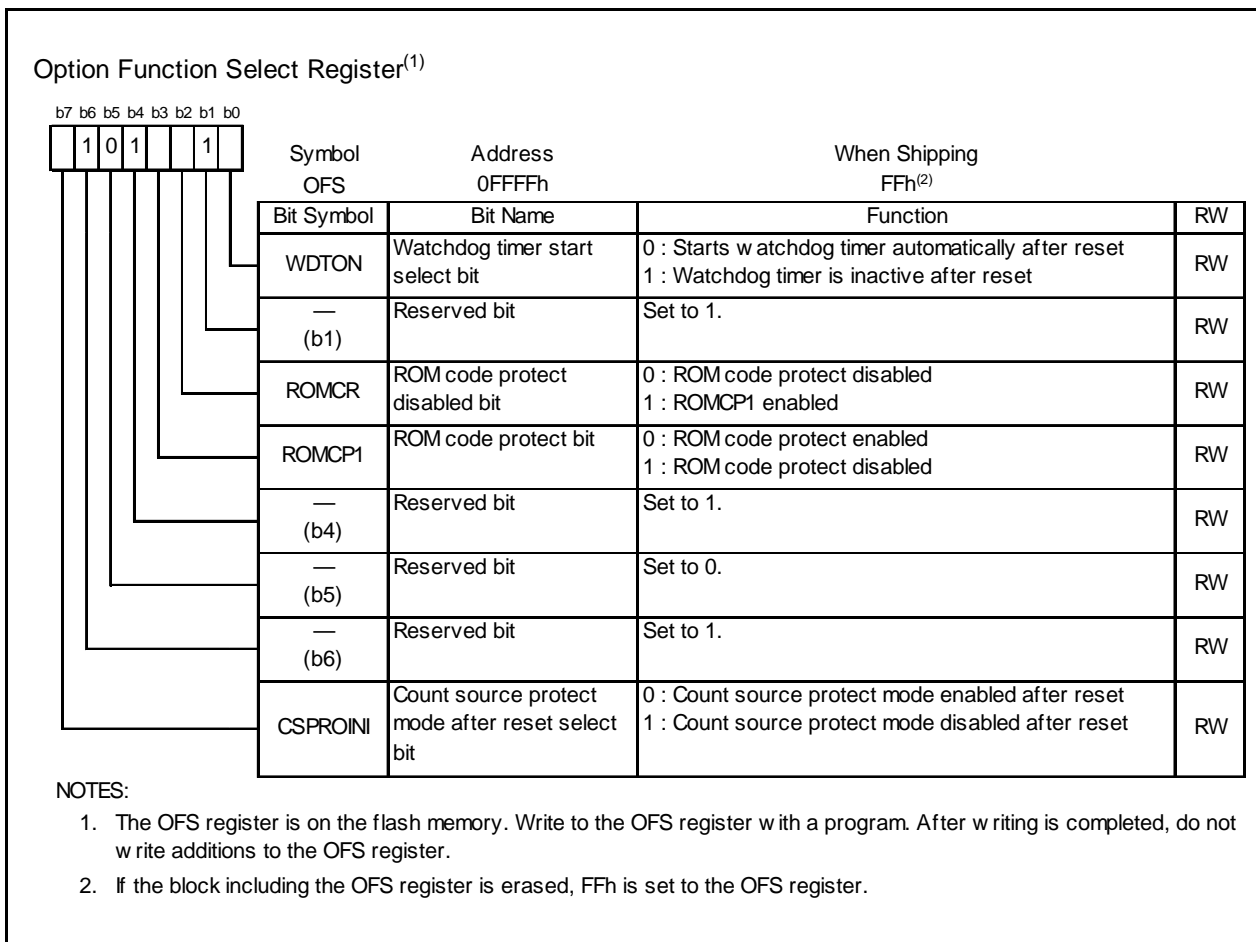 Option Function Select Register(1)
b7 b6 b5 b4 b3 b2 b1 b0
1 0 1 1
Symbol Address When Shipping
OFS 0FFFFh FFh(2)
Bit Symbol Bit Name Function RW
WDTON Watchdog timer start select bit 0 : Starts watchdog timer automatically after reset RW
1 : Watchdog timer is inactive after reset
— (b1) Reserved bit Set to 1. RW
ROMCR ROM code protect disabled bit 0 : ROM code protect disabled RW
1 : ROMCP1 enabled
ROMCP1 ROM code protect bit 0 : ROM code protect enabled RW
1 : ROM code protect disabled
— (b4) Reserved bit Set to 1. RW
— (b5) Reserved bit Set to 0. RW
— (b6) Reserved bit Set to 1. RW
CSPROINI Count source protect mode after reset select bit 0 : Count source protect mode enabled after reset RW
1 : Count source protect mode disabled after reset
NOTES:
1. The OFS register is on the flash memory. Write to the OFS register with a program. After writing is completed, do not
write additions to the OFS register.
2. If the block including the OFS register is erased, FFh is set to the OFS register.